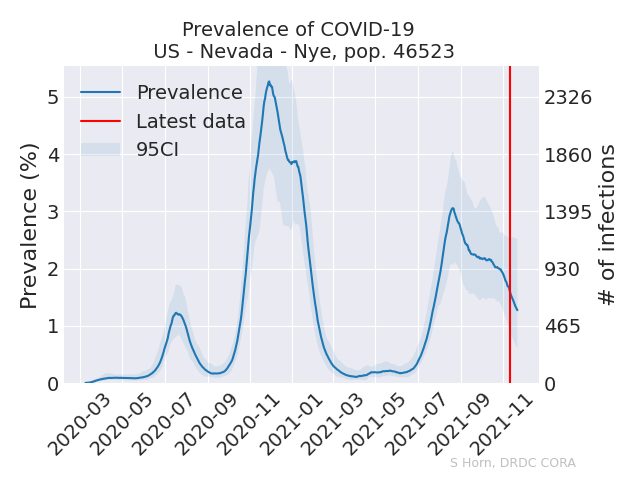 Prevalence of COVID-19
US - Nevada - Nye, pop. 46523
Prevalence
Latest data
95CI
Prevalence (%)
5
4
3
2
1
0
2326
1860
1395
930
465
0
# of infections
2020-03
2020-05
2020-07
2020-09
2020-11
2021-01
2021-03
2021-05
2021-07
2021-09
2021-11
S Horn, DRDC CORA